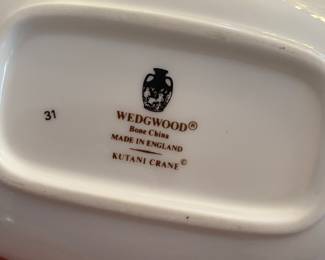 31
WEDGWOOD®
Bone China
MADE IN ENGLAND
KUTANI CRANE©